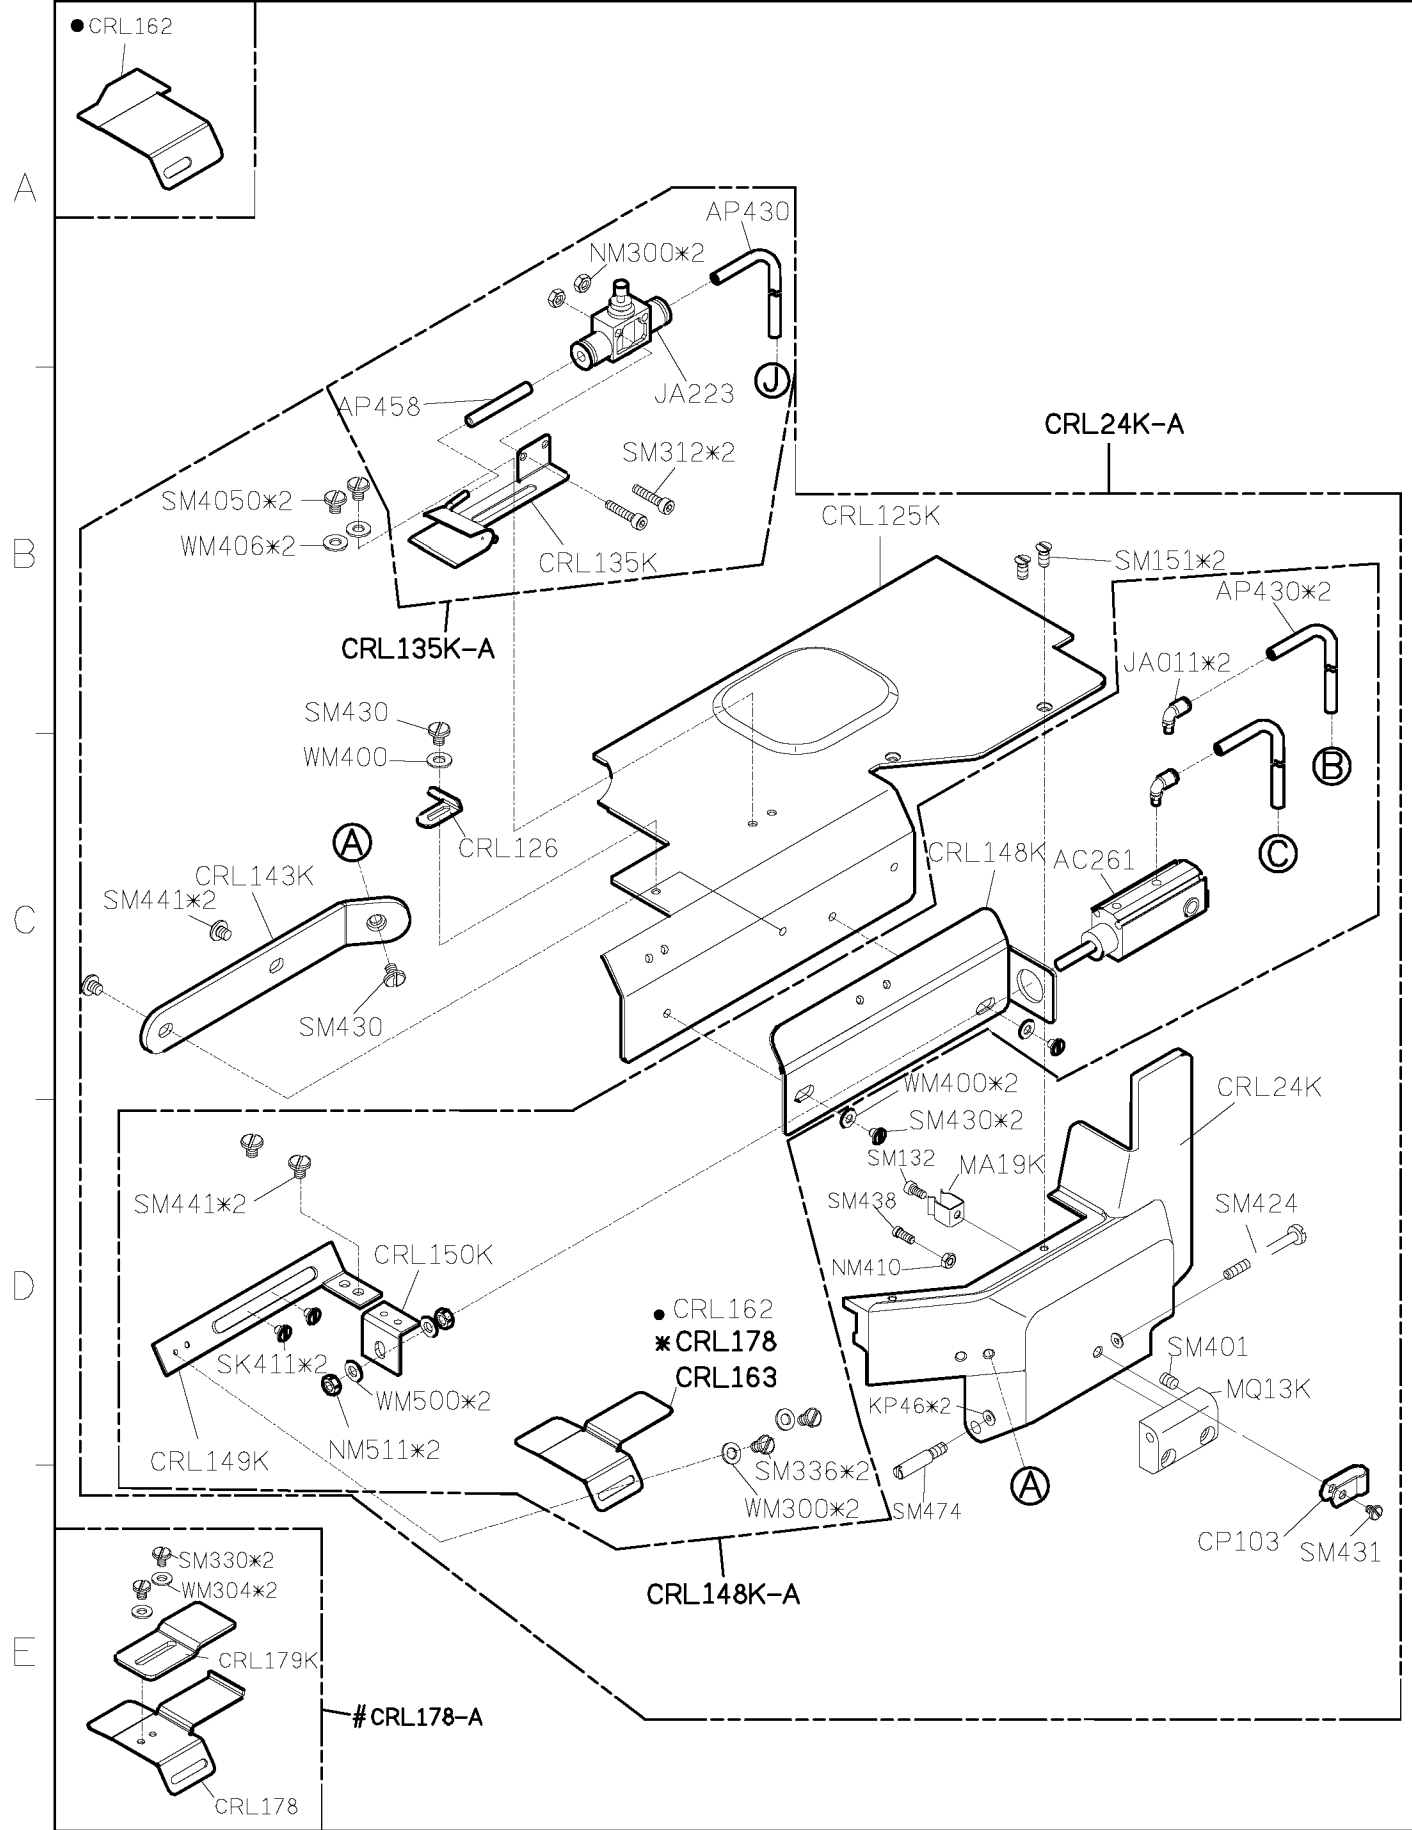 ●CRL162
A
AP430
NM300*2
J
AP458
JA223
CRL24K-A
SM312*2
SM4050*2
CRL125K
WM406*2
B
CRL135K
SM151*2
AP430*2
CRL135K-A
JA011*2
SM430
WM400
B
A
CRL126
CRL148K
AC261
C
CRL143K
SM441*2
C
SM430
WM400*2
CRL24K
SM430*2
SM132
MA19K
SM441*2
SM438
SM424
CRL150K
NM410
D
●CRL162
*CRL178
SK411*2
SM401
CRL163
MQ13K
WM500*2
KP46*2
NM511*2
CRL149K
SM336*2
A
WM300*2
SM474
CP103
SM431
SM330*2
WM304*2
CRL148K-A
E
CRL179K
#CRL178-A
CRL178